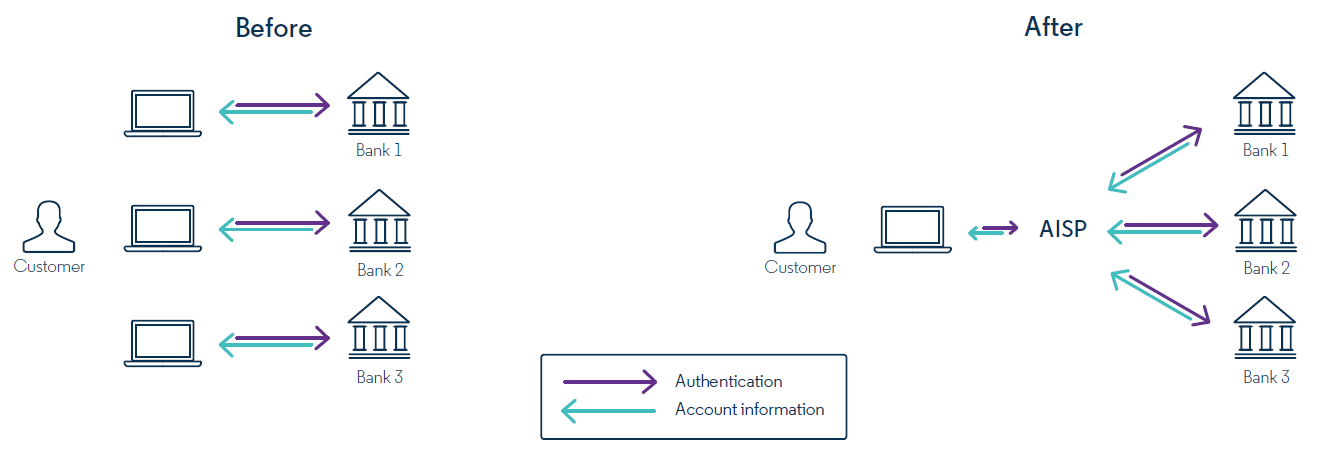 Before
Bank 1
Customer
Bank 2
Bank 3
After
Bank 1
Customer
AISP
Bank 2
Bank 3
Authentication
Account information